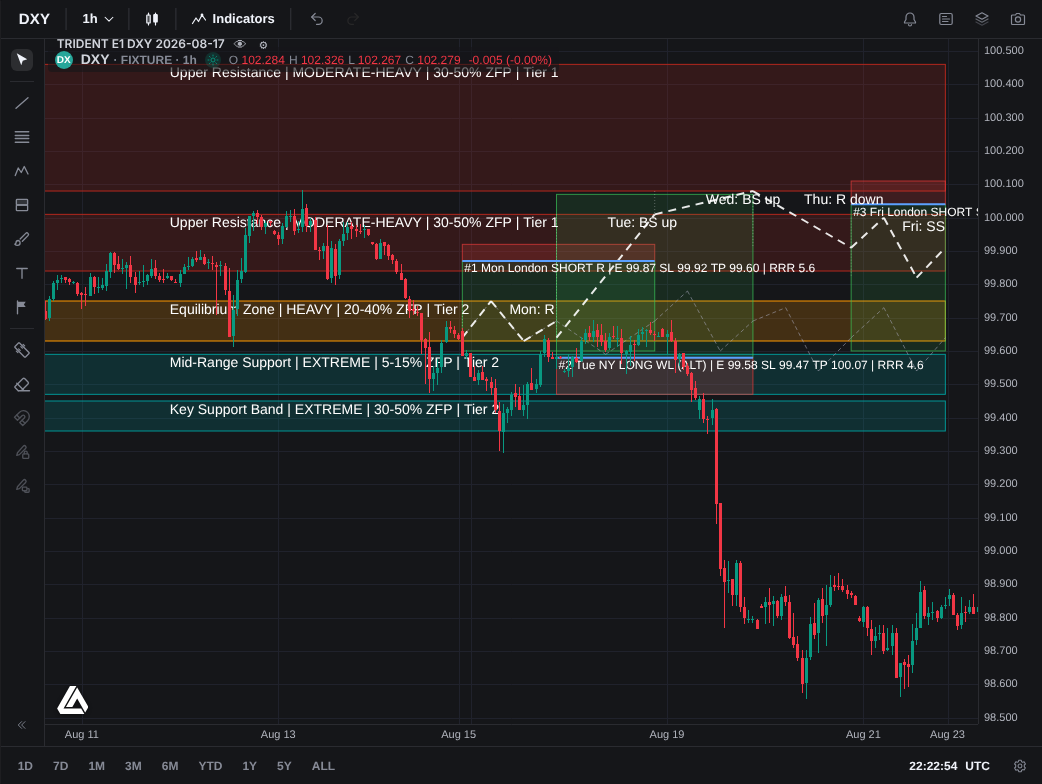 DXY 1h Indicators
TRIDENT E1 DXY 2026-08-17
DX DXY · FIXTURE · 1h O 102.284 H 102.326 L 102.267 C 102.279 -0.005 (-0.00%)
Upper Resistance | MODERATE-HEAVY | 30-50% ZFP | Tier 1
Upper Resistance | MODERATE-HEAVY | 30-50% ZFP | Tier 1
Tue: BS up
Wed: BS up
Thu: R down
#3 Fri London SHORT S
Fri: SS
#1 Mon London SHORT R | E 99.87 SL 99.92 TP 99.60 | RRR 5.6
Equilibrium Zone | HEAVY | 20-40% ZFP | Tier 2
Mon: R
Mid-Range Support | EXTREME | 5-15% ZFP | Tier 2
#2 Tue NY LONG WL (ALT) | E 99.58 SL 99.47 TP 100.07 | RRR 4.6
Key Support Band | EXTREME | 30-50% ZFP | Tier 2
100.500
100.400
100.300
100.200
100.100
100.000
99.900
99.800
99.700
99.600
99.500
99.400
99.300
99.200
99.100
99.000
98.900
98.800
98.700
98.600
98.500
Aug 11 Aug 13 Aug 15 Aug 19 Aug 21 Aug 23
1D 7D 1M 3M 6M YTD 1Y 5Y ALL 22:22:54 UTC